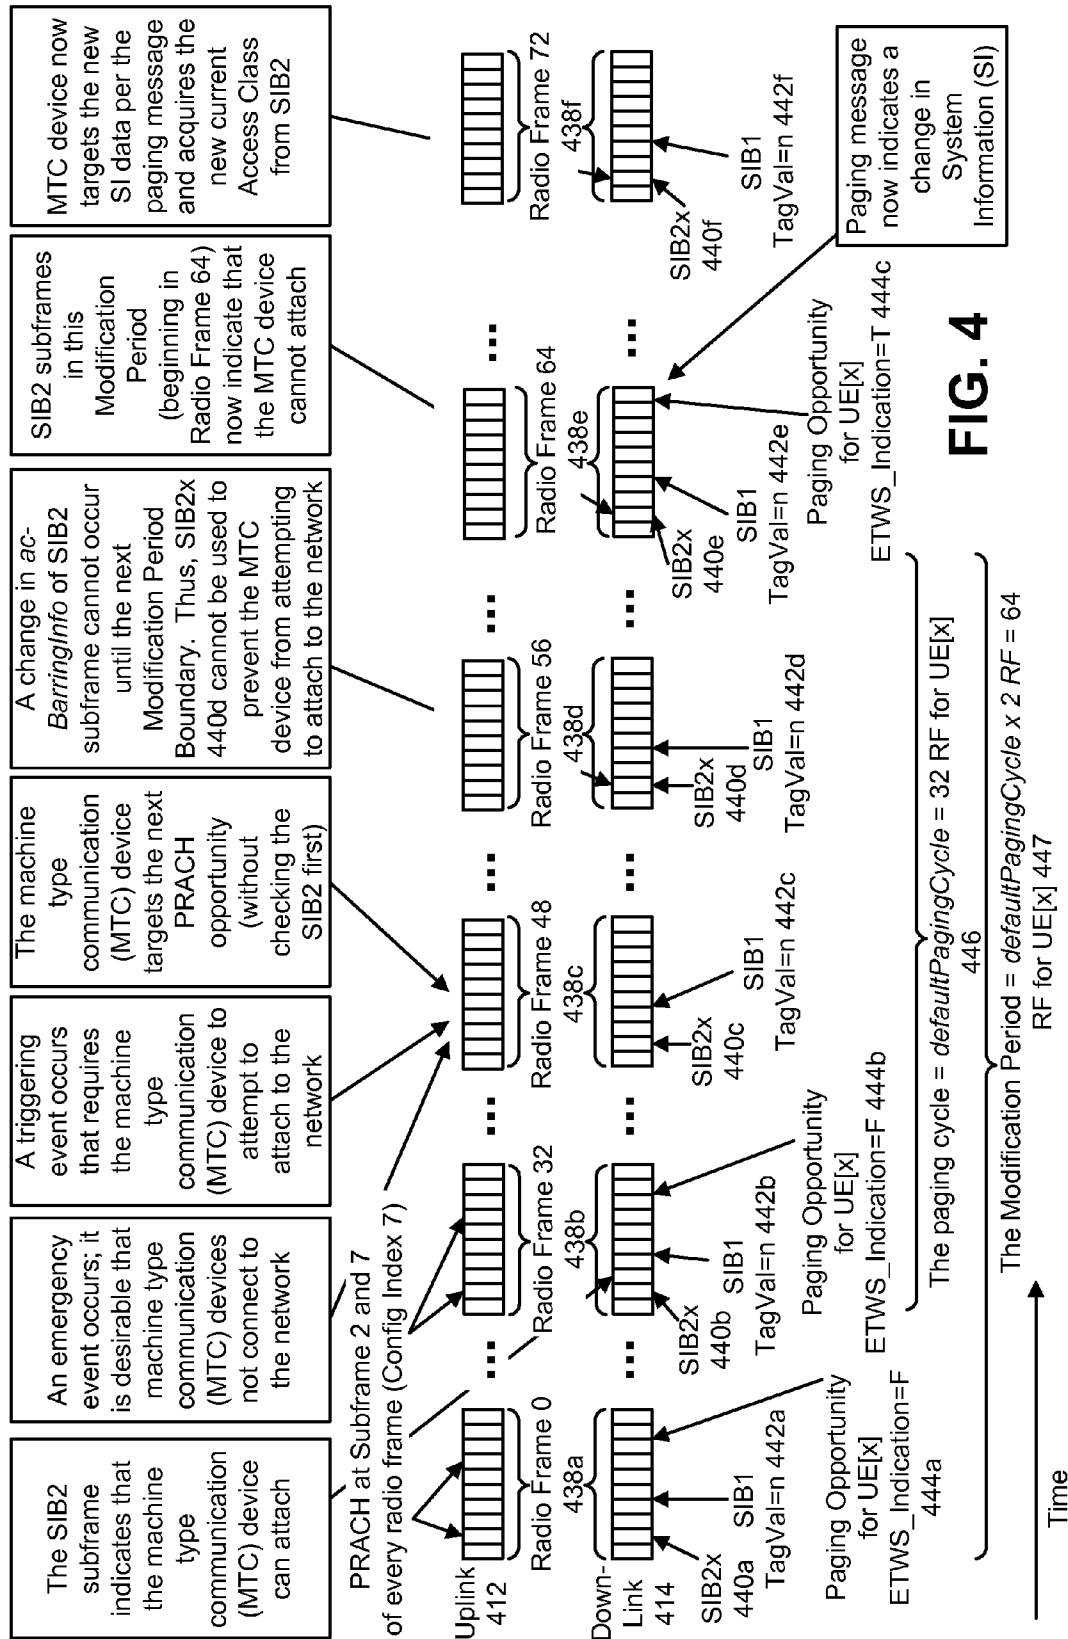 The SIB2
subframe
indicates that
the machine
type
communication
(MTC) device
can attach
An emergency
event occurs; it
is desirable that
machine type
communication
(MTC) devices
not connect to
the network
A triggering
event occurs
that requires
the machine
type
communication
(MTC) device to
attempt to
attach to the
network
The machine
type
communication
(MTC) device
targets the next
PRACH
opportunity
(without
checking the
SIB2 first)
A change in ac-
BarringInfo of SIB2
subframe cannot occur
until the next
Modification Period
Boundary. Thus, SIB2x
440d cannot be used to
prevent the MTC
device from attempting
to attach to the network
SIB2 subframes
in this
Modification
Period
(beginning in
Radio Frame 64)
now indicate that
the MTC device
cannot attach
MTC device now
targets the new
SI data per the
paging message
and acquires the
new current
Access Class
from SIB2
PRACH at Subframe 2 and 7
of every radio frame (Config Index 7)
Uplink
412
...
...
...
...
...
Radio Frame 0
438a
Radio Frame 32
438b
Radio Frame 48
438c
Radio Frame 56
438d
Radio Frame 64
438e
Radio Frame 72
438f
Down-
Link
414
...
...
...
...
...
SIB2x
440a
SIB1
TagVal=n 442a
Paging Opportunity
for UE[x]
ETWS_Indication=F
444a
SIB2x
440b
SIB1
TagVal=n 442b
Paging Opportunity
for UE[x]
ETWS_Indication=F 444b
SIB2x
440c
SIB1
TagVal=n 442c
SIB2x
440d
SIB1
TagVal=n 442d
SIB2x
440e
SIB1
TagVal=n 442e
Paging Opportunity
for UE[x]
ETWS_Indication=T 444c
SIB2x
440f
SIB1
TagVal=n 442f
Paging message
now indicates a
change in
System
Information (SI)
The paging cycle = defaultPagingCycle = 32 RF for UE[x]
446
The Modification Period = defaultPagingCycle x 2 RF = 64
RF for UE[x] 447
Time
FIG. 4